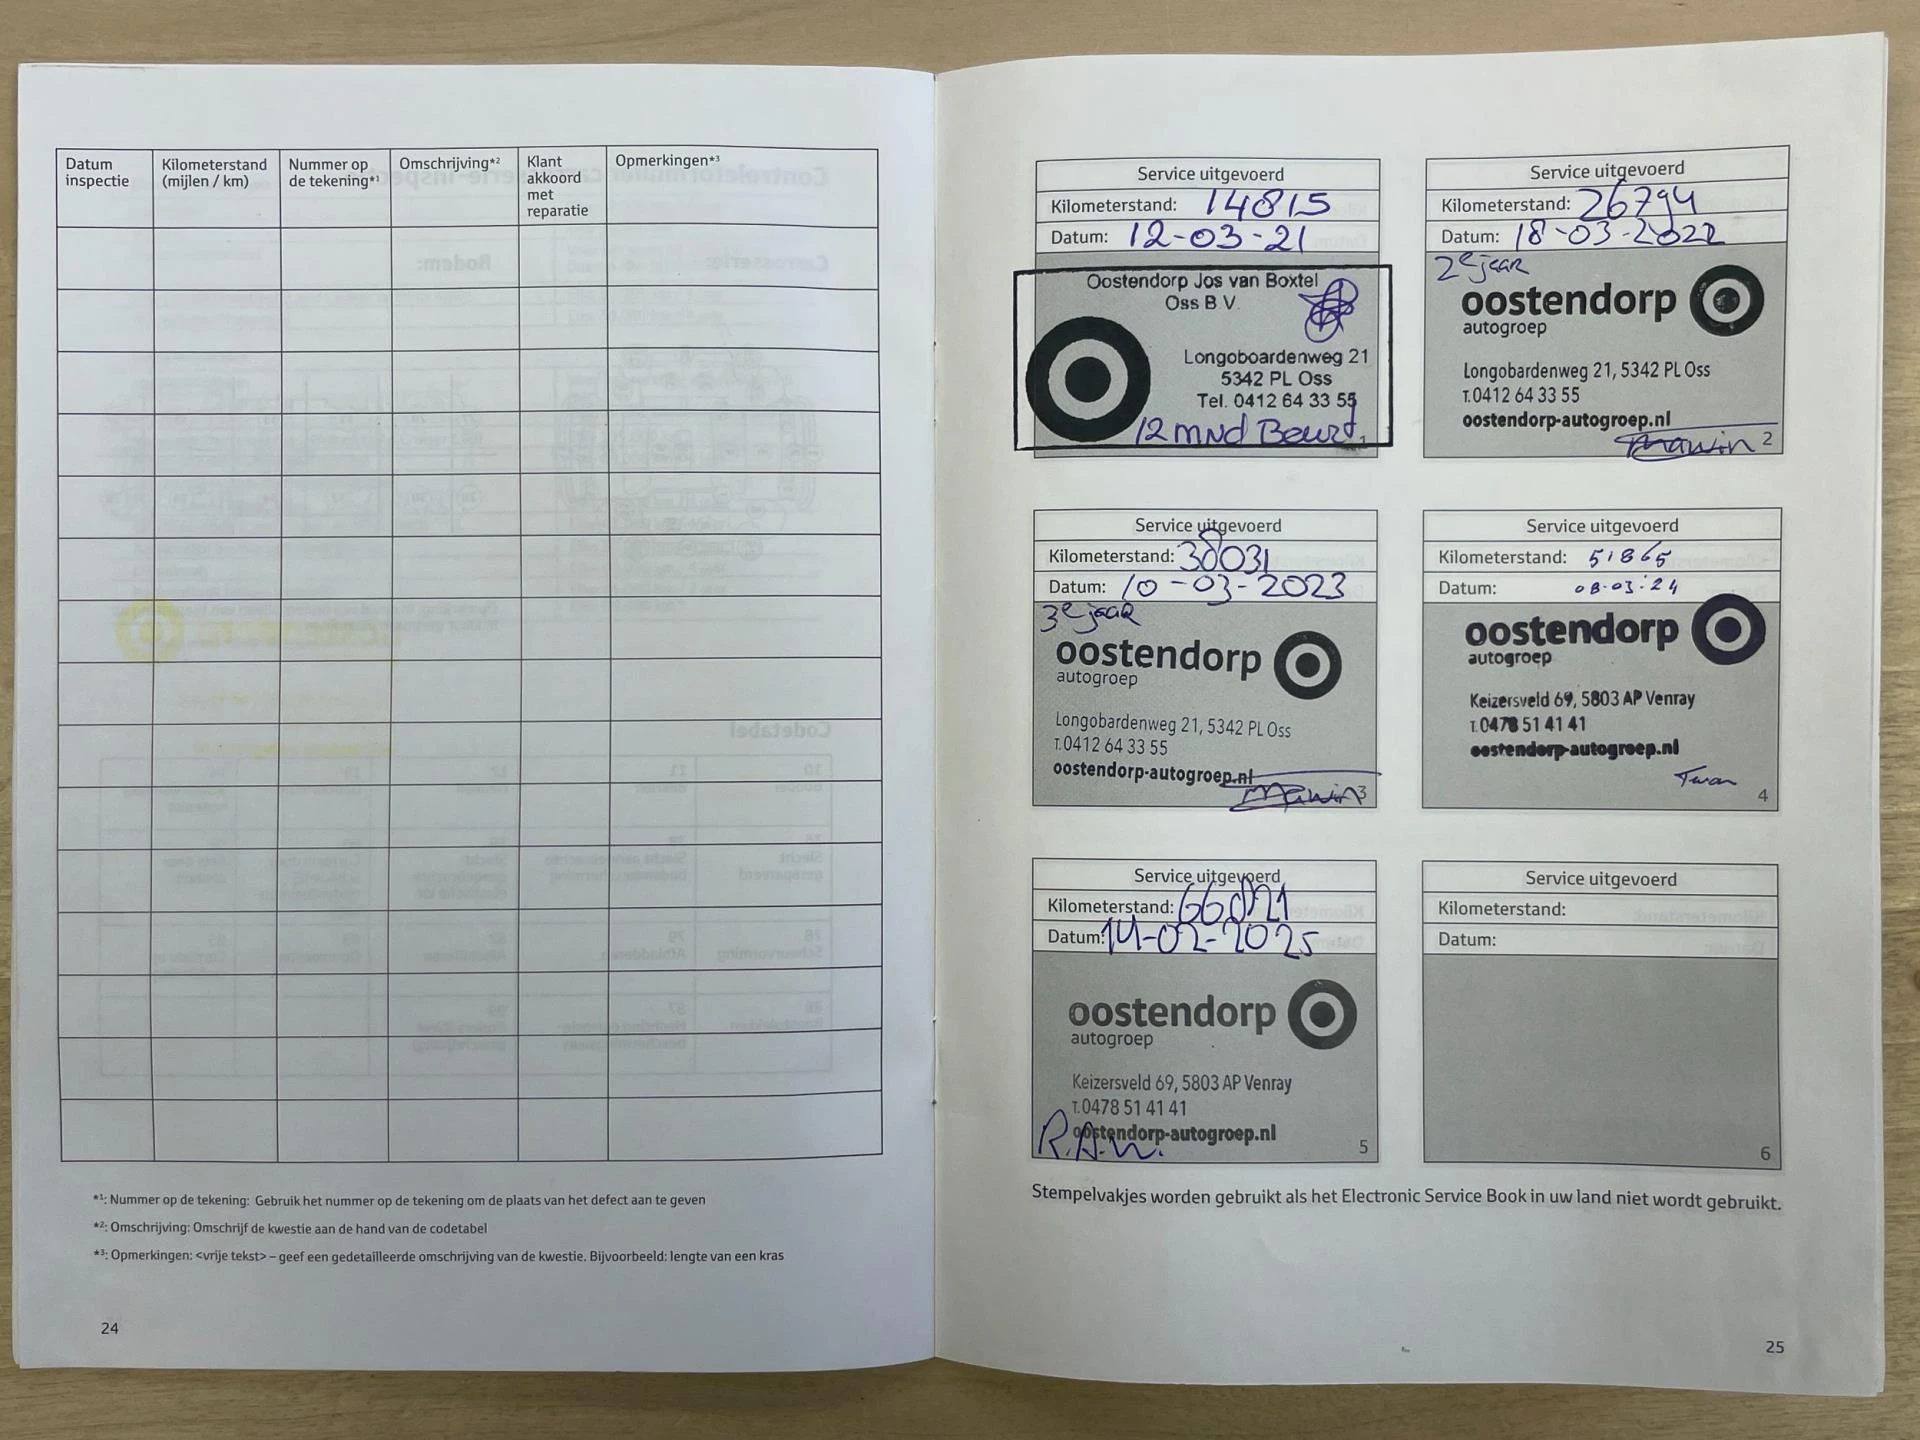 Datum inspectie
Kilometerstand (mijlen / km)
Nummer op de tekening*1
Omschrijving*2
Klant akkoord met reparatie
Opmerkingen*3
*1: Nummer op de tekening: Gebruik het nummer op de tekening om de plaats van het defect aan te geven
*2: Omschrijving: Omschrijf de kwestie aan de hand van de codetabel
*3: Opmerkingen: <vrije tekst> – geef een gedetailleerde omschrijving van de kwestie. Bijvoorbeeld: lengte van een kras
24
Service uitgevoerd
Kilometerstand: 14815
Datum: 12-03-21
Oostendorp Jos van Boxtel
Oss B.V.
Longoboardenweg 21
5342 PL Oss
Tel. 0412 64 33 55
12 mnd Beurt
1
Service uitgevoerd
Kilometerstand: 26794
Datum: 18-03-2022
2e jaar
oostendorp
autogroep
Longobardenweg 21, 5342 PL Oss
T.0412 64 33 55
oostendorp-autogroep.nl
Marvin 2
Service uitgevoerd
Kilometerstand: 38031
Datum: 10-03-2023
3e jaar
oostendorp
autogroep
Longobardenweg 21, 5342 PL Oss
T.0412 64 33 55
oostendorp-autogroep.nl
Marvin 3
Service uitgevoerd
Kilometerstand: 51865
Datum: 08-03-24
oostendorp
autogroep
Keizersveld 69, 5803 AP Venray
T.0478 51 41 41
oostendorp-autogroep.nl
Twan
4
Service uitgevoerd
Kilometerstand:
Datum: 14-02-2025
oostendorp
autogroep
Keizersveld 69, 5803 AP Venray
T.0478 51 41 41
oostendorp-autogroep.nl
R.A.W.
5
Service uitgevoerd
Kilometerstand:
Datum:
6
Stempelvakjes worden gebruikt als het Electronic Service Book in uw land niet wordt gebruikt.
25